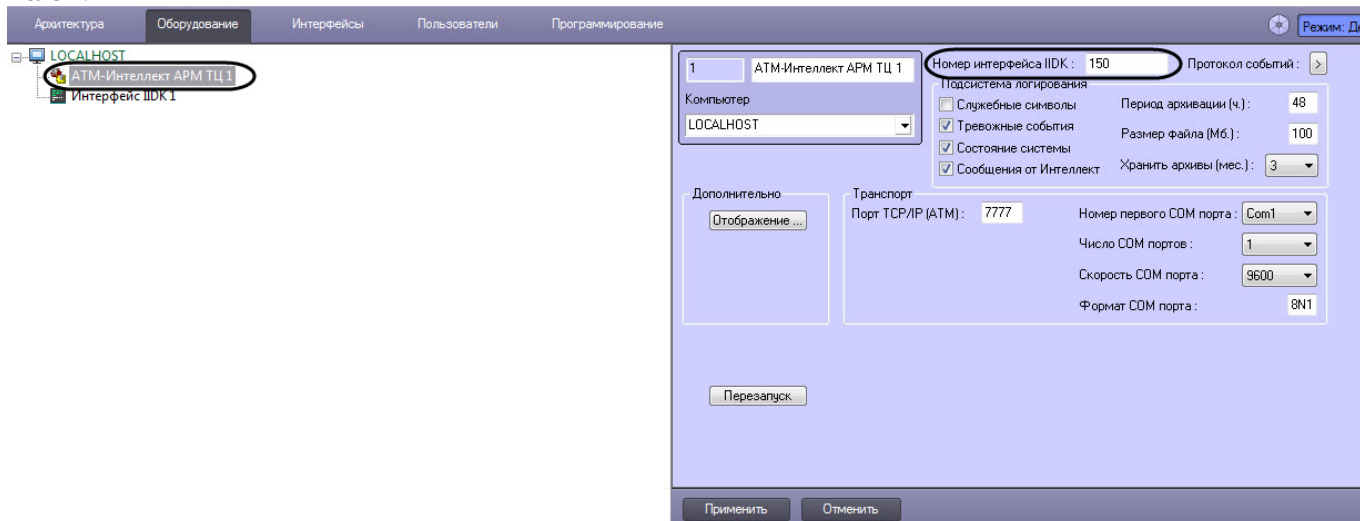 Архитектура Оборудование Интерфейсы Пользователи Программирование Режим: Де
LOCALHOST
АТМ-Интеллект АРМ ТЦ 1
Интерфейс IIDK 1
1 АТМ-Интеллект АРМ ТЦ 1
Компьютер
LOCALHOST
Номер интерфейса IIDK : 150 Протокол событий : >
Подсистема логирования
Служебные символы Период архивации (ч.) : 48
Тревожные события Размер файла (Мб.) : 100
Состояние системы
Сообщения от Интеллект Хранить архивы (мес.) : 3
Дополнительно
Отображение ...
Транспорт
Порт TCP/IP (АТМ) : 7777 Номер первого COM порта : Com1
Число COM портов : 1
Скорость COM порта : 9600
Формат COM порта : 8N1
Перезапуск
Применить Отменить